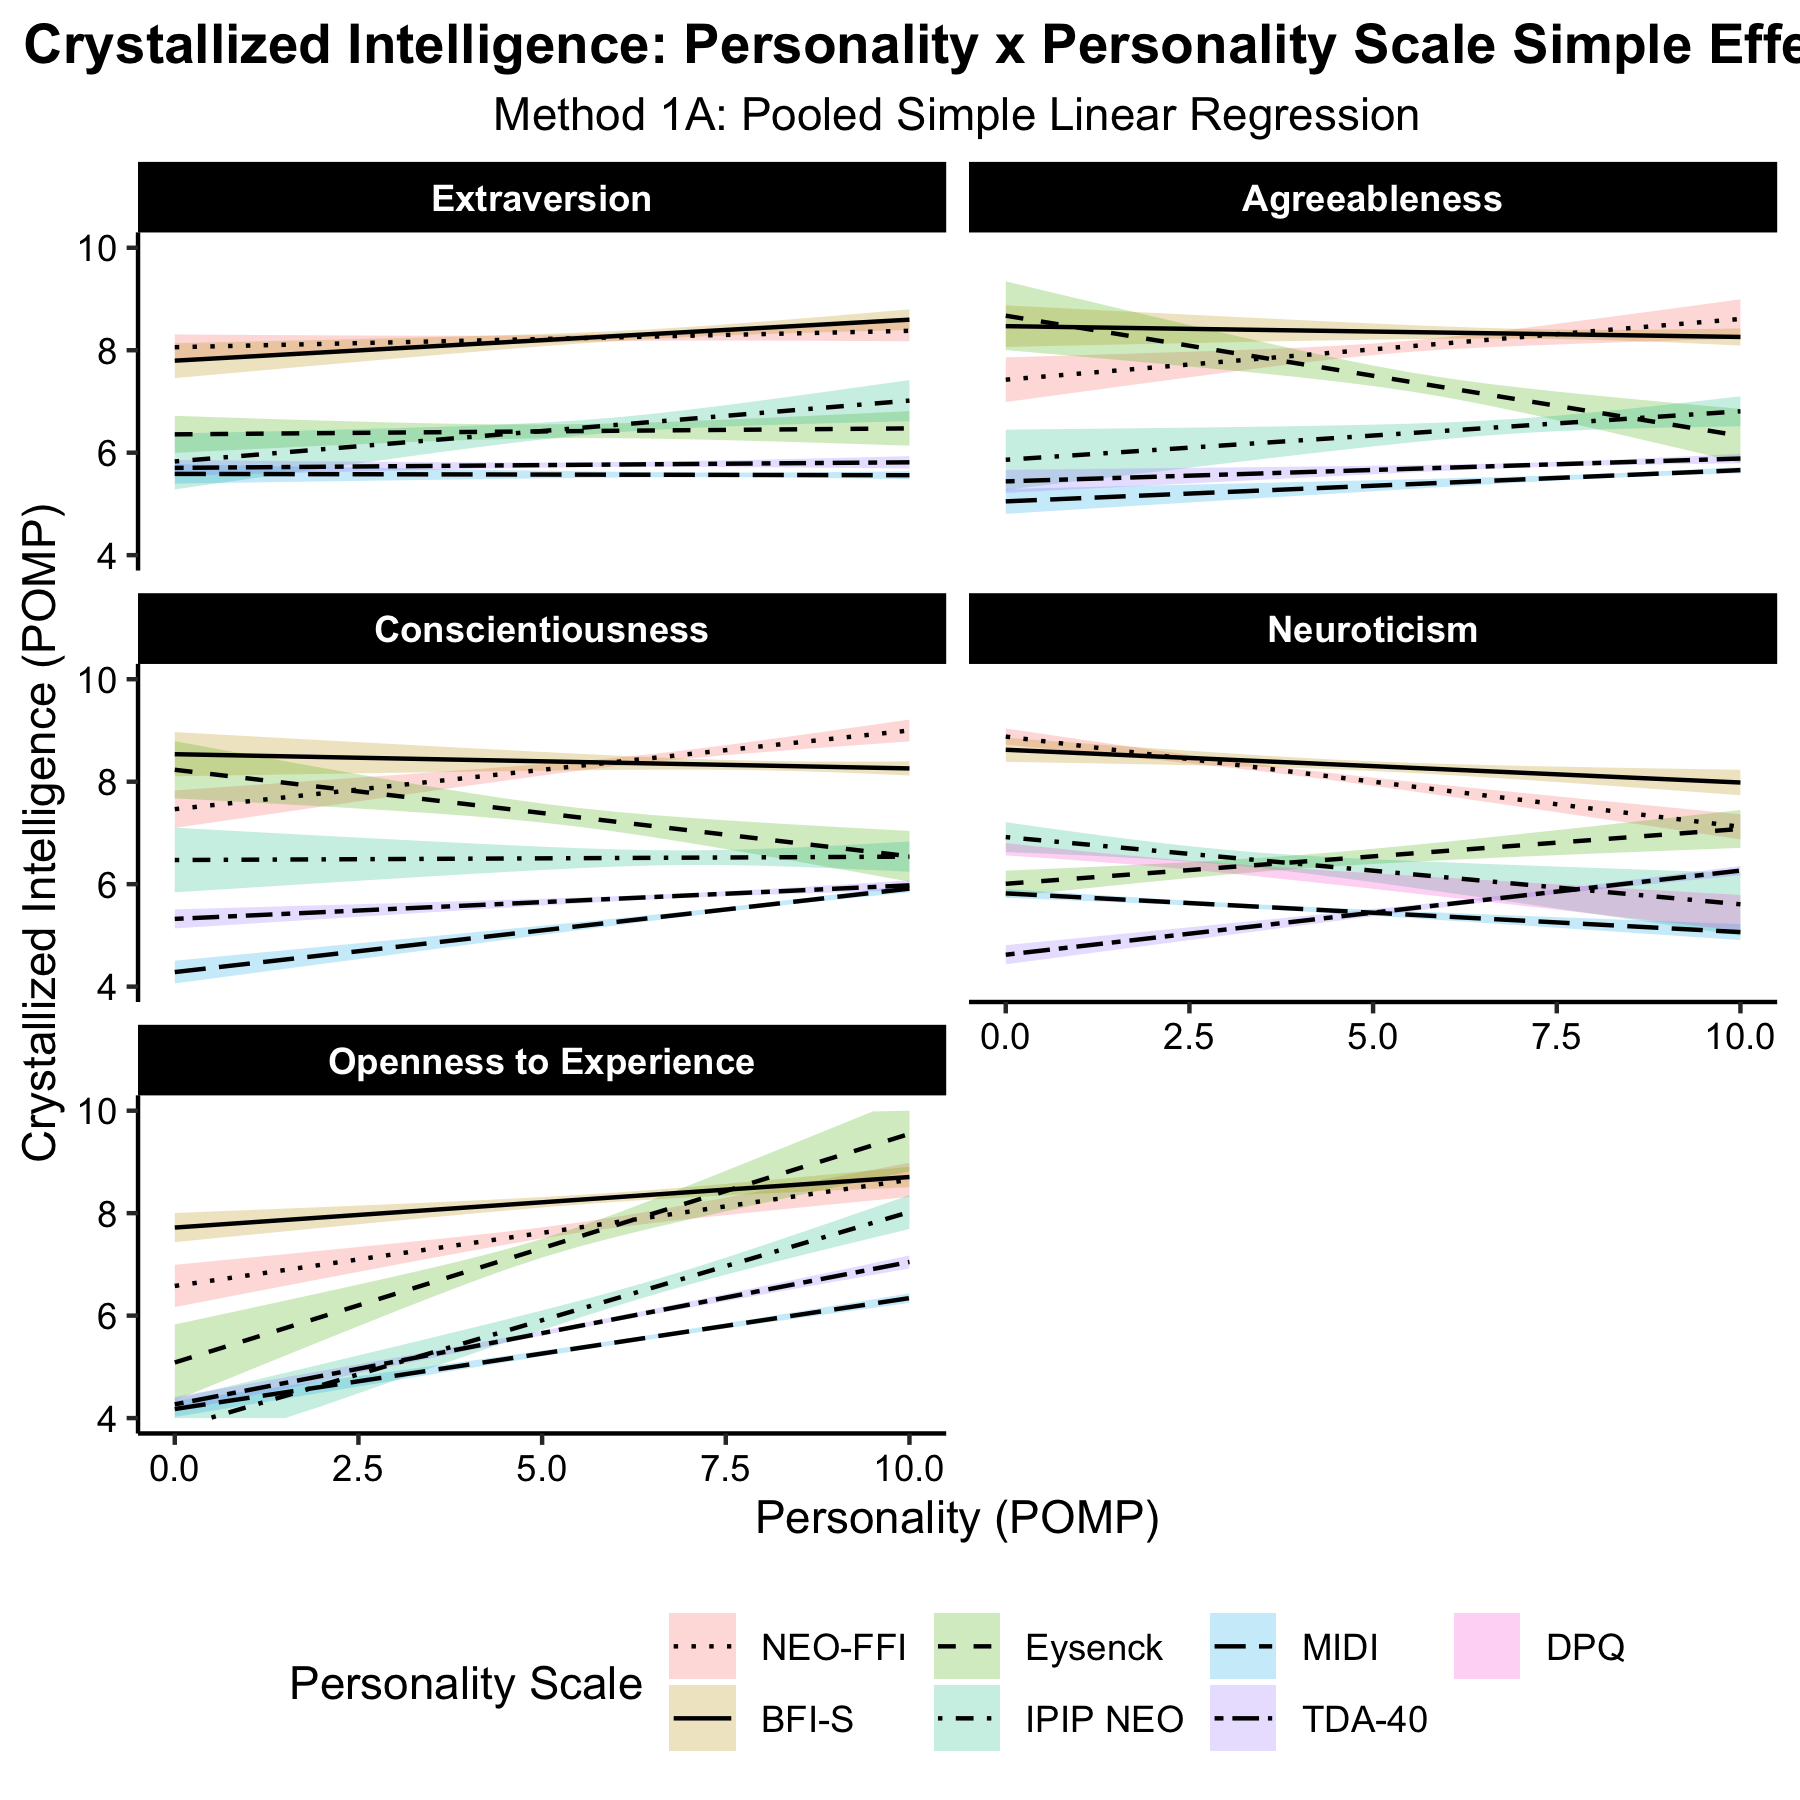 Crystallized Intelligence: Personality x Personality Scale Simple Effe
Method 1A: Pooled Simple Linear Regression
Extraversion
Agreeableness
10
8
6
4
Conscientiousness
Neuroticism
10
8
6
4
0.0 2.5 5.0 7.5 10.0
Openness to Experience
10
8
6
4
0.0 2.5 5.0 7.5 10.0
Crystallized Intelligence (POMP)
Personality (POMP)
Personality Scale
NEO-FFI Eysenck MIDI DPQ
BFI-S IPIP NEO TDA-40